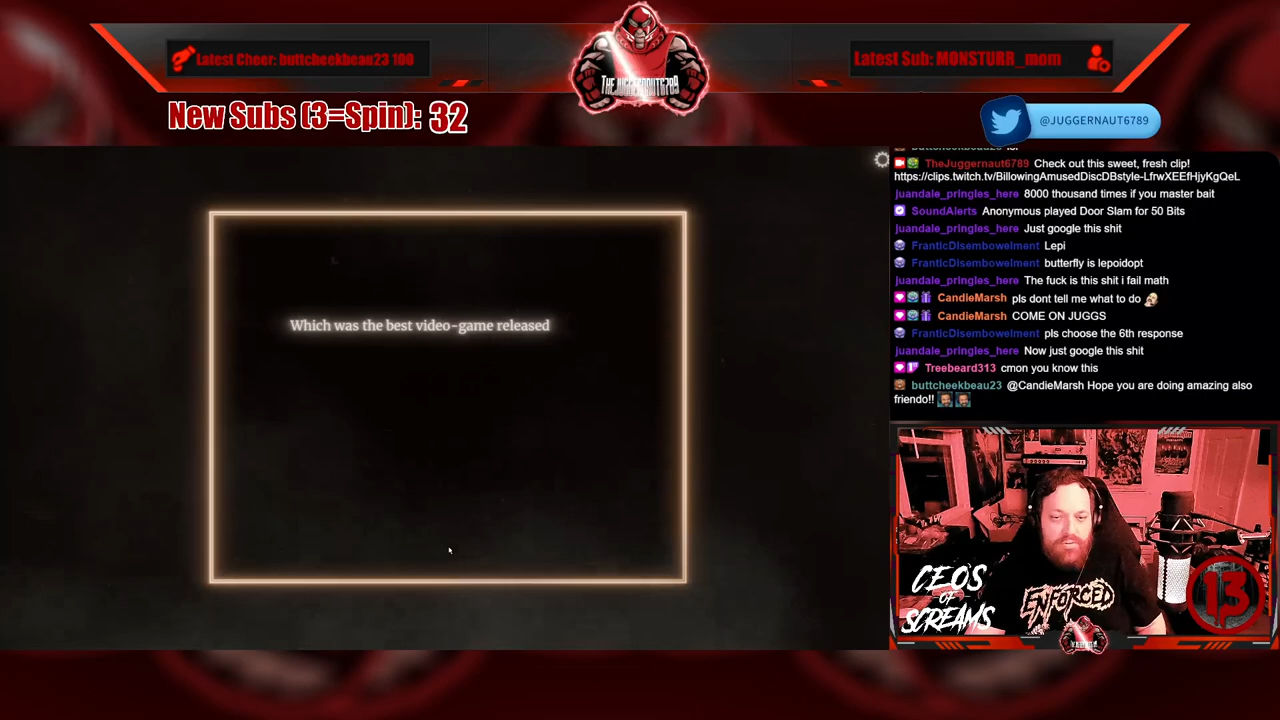 Latest Cheer: buttcheekbeau23 100
Latest Sub: MONSTURR_mom
THEJUGGERNAUT6789
New Subs (3=Spin): 32
@JUGGERNAUT6789
TheJuggernaut6789 Check out this sweet, fresh clip!
https://clips.twitch.tv/BillowingAmusedDiscDBstyle-LfrwXEEfHjyKgQeL
juandale_pringles_here 8000 thousand times if you master bait
SoundAlerts Anonymous played Door Slam for 50 Bits
juandale_pringles_here Just google this shit
FranticDIsembowelment Lepi
FranticDIsembowelment butterfly is lepoidopt
juandale_pringles_here The fuck is this shit i fail math
CandieMarsh pls dont tell me what to do
CandieMarsh COME ON JUGGS
FranticDIsembowelment pls choose the 6th response
juandale_pringles_here Now just google this shit
Treebeard313 cmon you know this
buttcheekbeau23 @CandieMarsh Hope you are doing amazing also
friendo!!
Which was the best video-game released
CEOS
OF
SCREAMS
ENFORCED
13